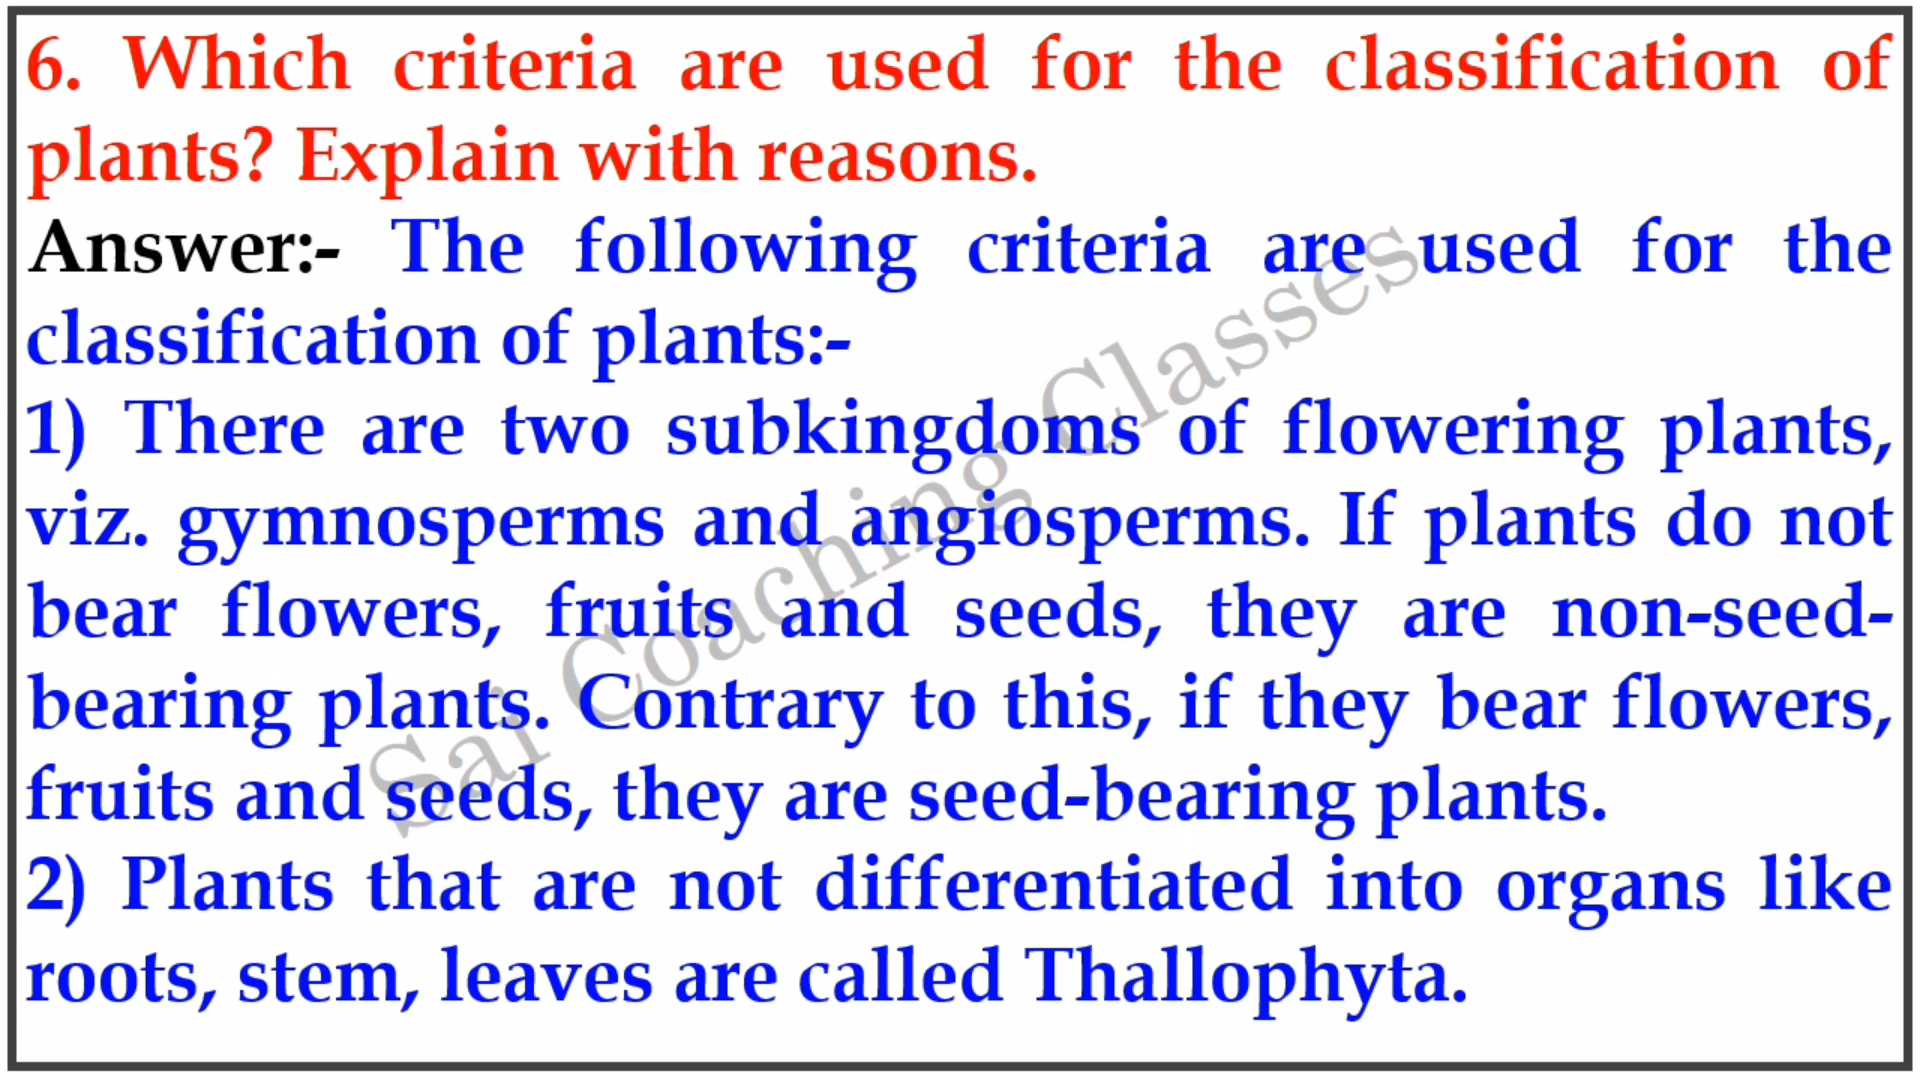 6. Which criteria are used for the classification of
plants? Explain with reasons.
Answer:- The following criteria are used for the
classification of plants:-
1) There are two subkingdoms of flowering plants,
viz. gymnosperms and angiosperms. If plants do not
bear flowers, fruits and seeds, they are non-seed-
bearing plants. Contrary to this, if they bear flowers,
fruits and seeds, they are seed-bearing plants.
2) Plants that are not differentiated into organs like
roots, stem, leaves are called Thallophyta.
Sai Coaching Classes